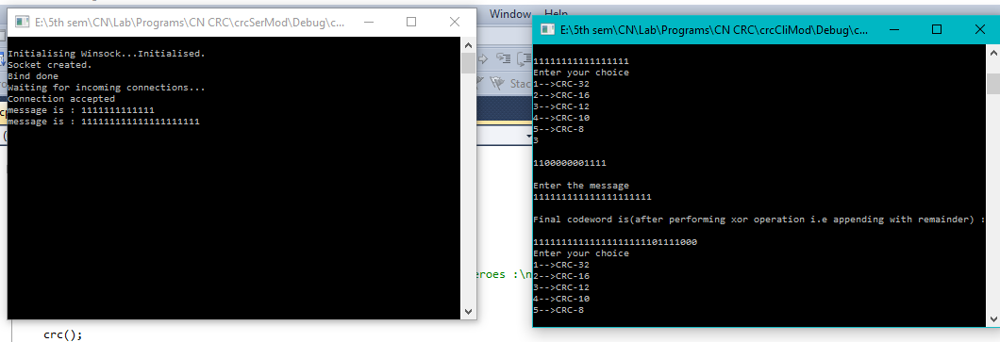 Window Help
E:\5th sem\CN\Lab\Programs\CN CRC\crcSerMod\Debug\c...
Initialising Winsock...Initialised.
Socket created.
Bind done
Waiting for incoming connections...
Connection accepted
message is : 1111111111111
message is : 111111111111111111111
Stac
E:\5th sem\CN\Lab\Programs\CN CRC\crcCliMod\Debug\c...
11111111111111111
Enter your choice
1-->CRC-32
2-->CRC-16
3-->CRC-12
4-->CRC-10
5-->CRC-8
3
1100000001111
Enter the message
111111111111111111111
Final codeword is(after performing xor operation i.e appending with remainder) :
11111111111111111111101111000
Enter your choice
1-->CRC-32
2-->CRC-16
3-->CRC-12
4-->CRC-10
5-->CRC-8
eroes :\n
crc();